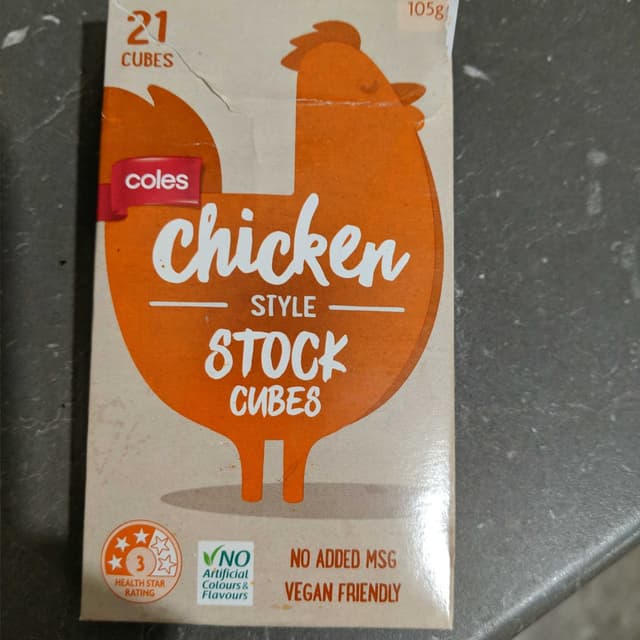 21
CUBES
105g
coles
chicken
STYLE
STOCK
CUBES
3
HEALTH STAR
RATING
NO
Artificial
Colours &
Flavours
NO ADDED MSG
VEGAN FRIENDLY